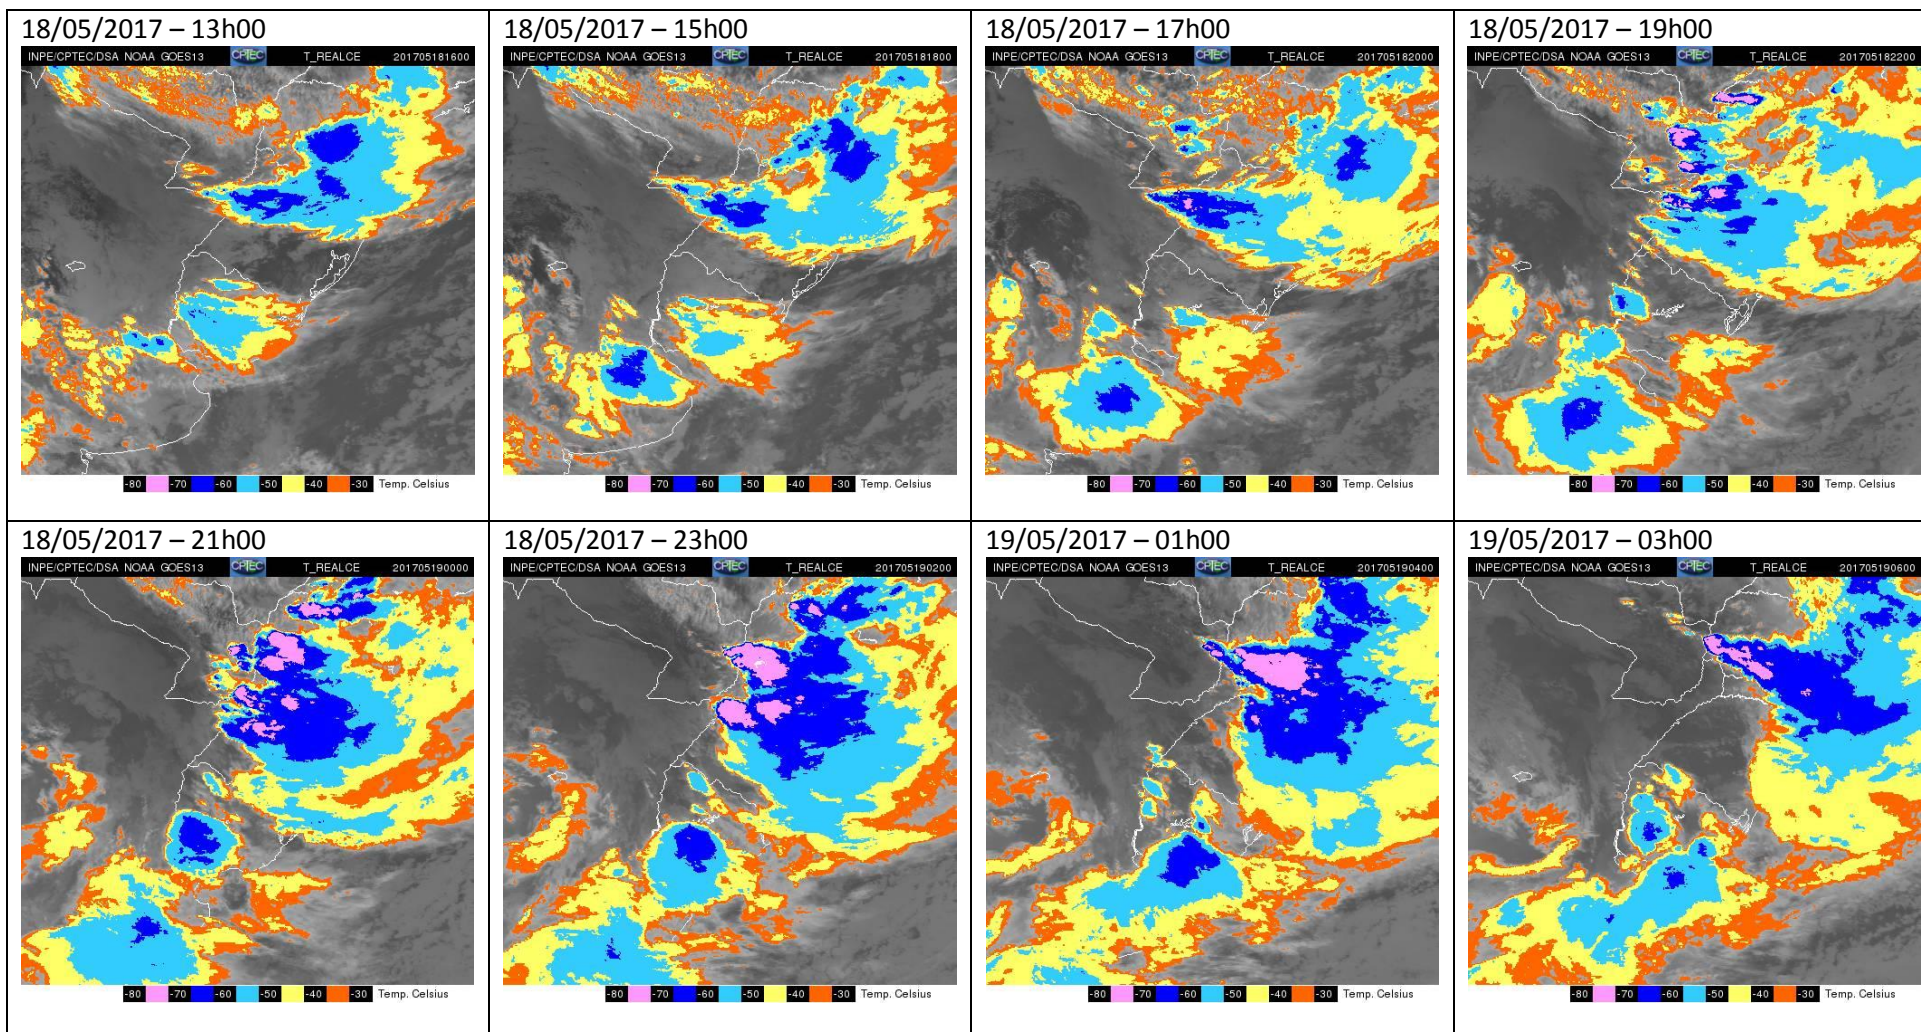 18/05/2017 – 13h00
INPE/CPTEC/DSA NOAA GOES13 CPTEC T_REALCE 201705181600
-80 -70 -60 -50 -40 -30 Temp. Celsius
18/05/2017 – 15h00
INPE/CPTEC/DSA NOAA GOES13 CPTEC T_REALCE 201705181800
-80 -70 -60 -50 -40 -30 Temp. Celsius
18/05/2017 – 17h00
INPE/CPTEC/DSA NOAA GOES13 CPTEC T_REALCE 201705182000
-80 -70 -60 -50 -40 -30 Temp. Celsius
18/05/2017 – 19h00
INPE/CPTEC/DSA NOAA GOES13 CPTEC T_REALCE 201705182200
-80 -70 -60 -50 -40 -30 Temp. Celsius
18/05/2017 – 21h00
INPE/CPTEC/DSA NOAA GOES13 CPTEC T_REALCE 201705190000
-80 -70 -60 -50 -40 -30 Temp. Celsius
18/05/2017 – 23h00
INPE/CPTEC/DSA NOAA GOES13 CPTEC T_REALCE 201705190200
-80 -70 -60 -50 -40 -30 Temp. Celsius
19/05/2017 – 01h00
INPE/CPTEC/DSA NOAA GOES13 CPTEC T_REALCE 201705190400
-80 -70 -60 -50 -40 -30 Temp. Celsius
19/05/2017 – 03h00
INPE/CPTEC/DSA NOAA GOES13 CPTEC T_REALCE 201705190600
-80 -70 -60 -50 -40 -30 Temp. Celsius